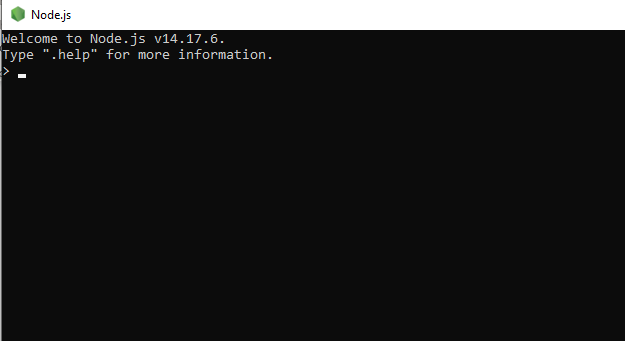 Node.js
Welcome to Node.js v14.17.6.
Type ".help" for more information.
>